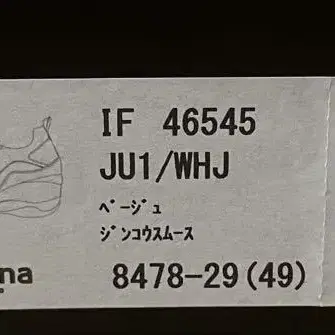 IF 46545
JU1/WHJ
ﾍﾞｰｼﾞｭ
ｼﾞﾝｺｳｽﾑｰｽ
na 8478-29(49)